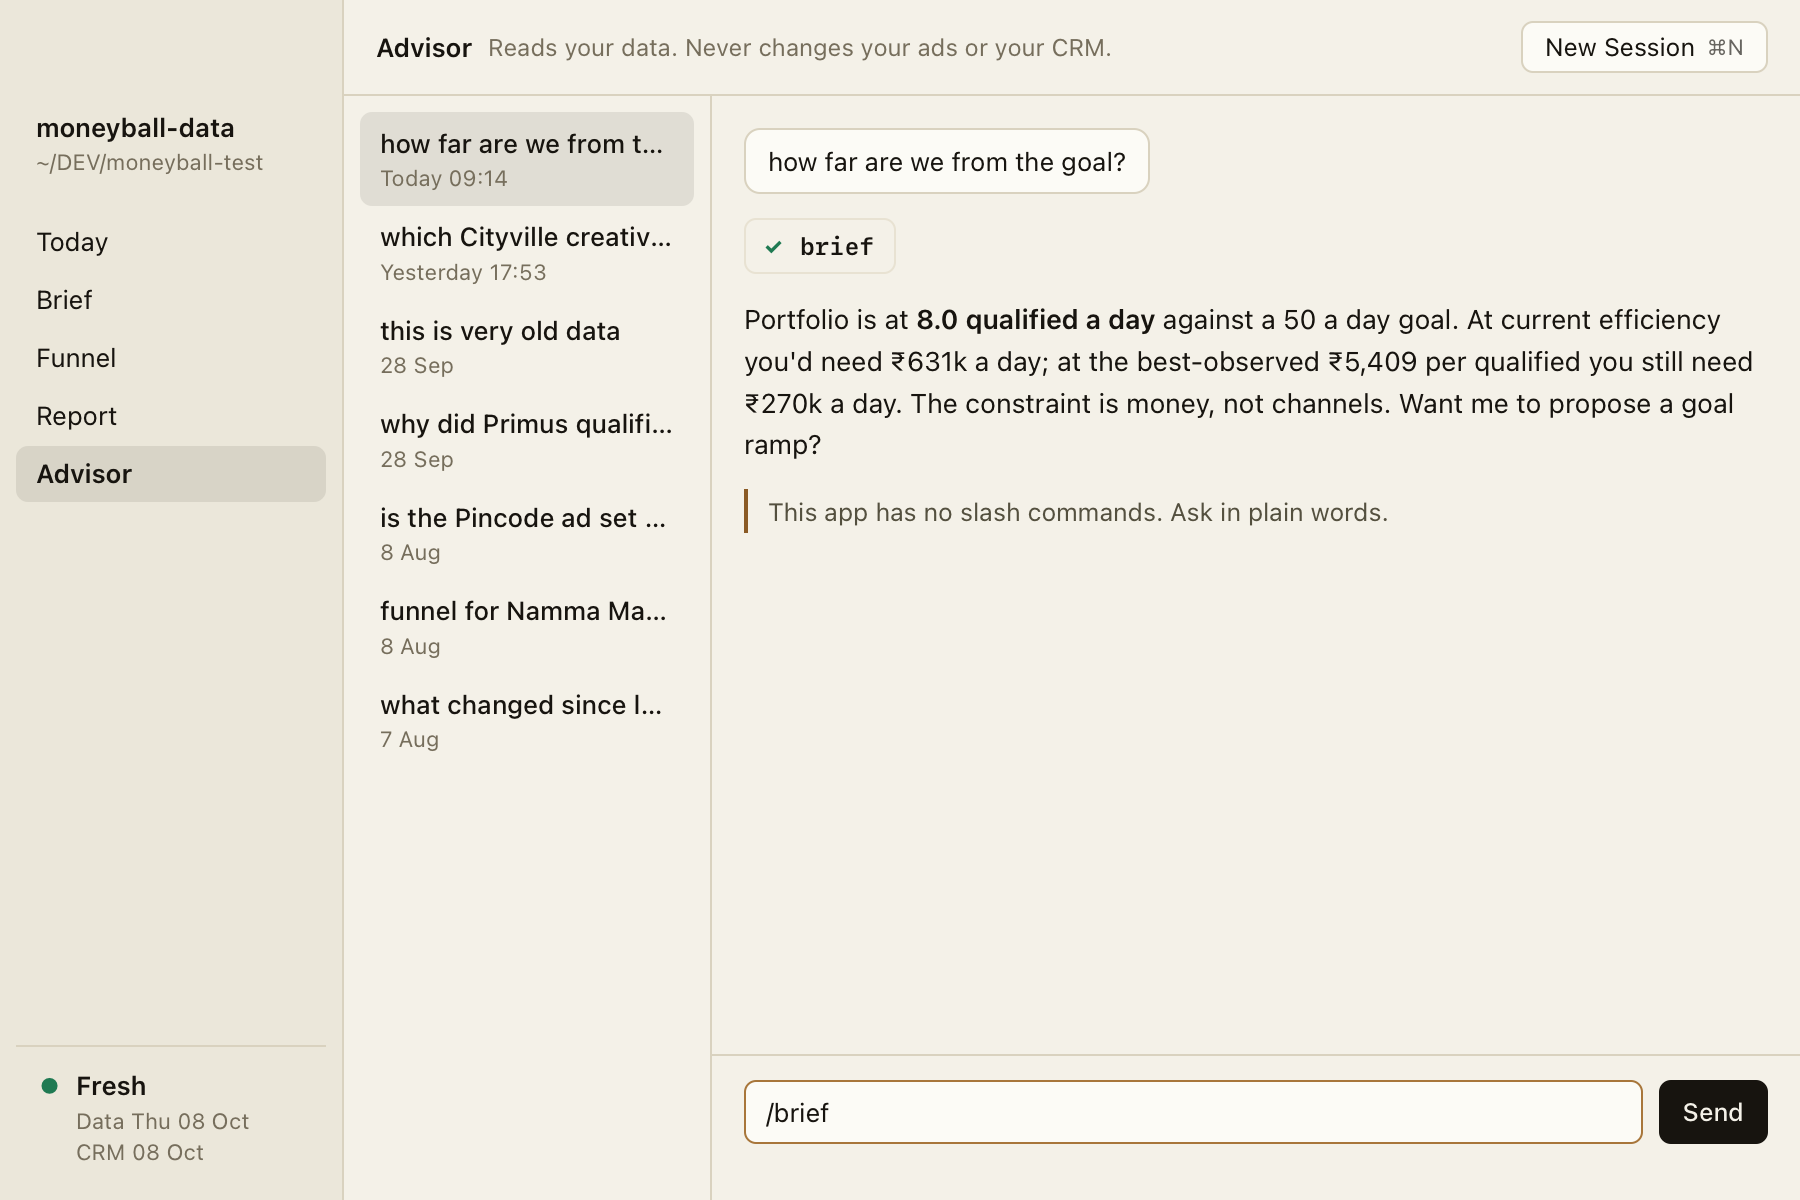 moneyball-data
~/DEV/moneyball-test
Today
Brief
Funnel
Report
Advisor
Fresh
Data Thu 08 Oct
CRM 08 Oct
Advisor Reads your data. Never changes your ads or your CRM.
New Session ⌘N
how far are we from t...
Today 09:14
which Cityville creativ...
Yesterday 17:53
this is very old data
28 Sep
why did Primus qualifi...
28 Sep
is the Pincode ad set ...
8 Aug
funnel for Namma Ma...
8 Aug
what changed since l...
7 Aug
how far are we from the goal?
✓ brief
Portfolio is at 8.0 qualified a day against a 50 a day goal. At current efficiency
you'd need ₹631k a day; at the best-observed ₹5,409 per qualified you still need
₹270k a day. The constraint is money, not channels. Want me to propose a goal
ramp?
This app has no slash commands. Ask in plain words.
/brief
Send